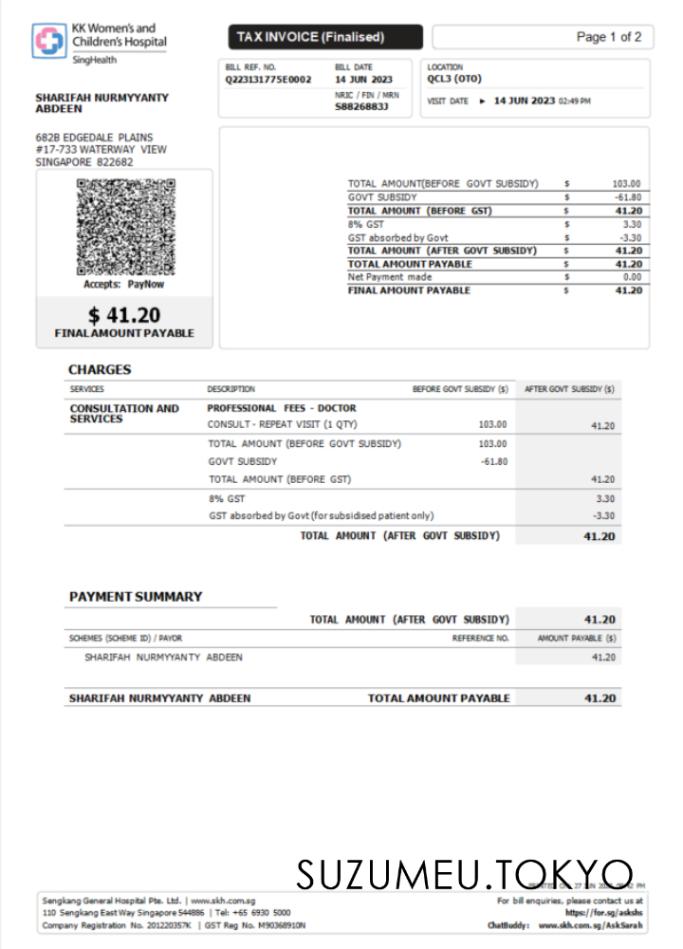 KK Women's and
Children's Hospital
SingHealth
TAX INVOICE (Finalised)
Page 1 of 2
BILL REF. NO.
Q223131775E0002
BILL DATE
14 JUN 2023
NRIC / FIN / MRN
S8826883J
LOCATION
QCL3 (OTO)
VISIT DATE ► 14 JUN 2023 02:49 PM
SHARIFAH NURMYYANTY
ABDEEN
682B EDGEDALE PLAINS
#17-733 WATERWAY VIEW
SINGAPORE 822682
Accepts: PayNow
$ 41.20
FINAL AMOUNT PAYABLE
TOTAL AMOUNT(BEFORE GOVT SUBSIDY) $ 103.00
GOVT SUBSIDY $ -61.80
TOTAL AMOUNT (BEFORE GST) $ 41.20
8% GST $ 3.30
GST absorbed by Govt $ -3.30
TOTAL AMOUNT (AFTER GOVT SUBSIDY) $ 41.20
TOTAL AMOUNT PAYABLE $ 41.20
Net Payment made $ 0.00
FINAL AMOUNT PAYABLE $ 41.20
CHARGES
SERVICES DESCRIPTION BEFORE GOVT SUBSIDY ($) AFTER GOVT SUBSIDY ($)
CONSULTATION AND
SERVICES
PROFESSIONAL FEES - DOCTOR
CONSULT - REPEAT VISIT (1 QTY) 103.00 41.20
TOTAL AMOUNT (BEFORE GOVT SUBSIDY) 103.00
GOVT SUBSIDY -61.80
TOTAL AMOUNT (BEFORE GST) 41.20
8% GST 3.30
GST absorbed by Govt (for subsidised patient only) -3.30
TOTAL AMOUNT (AFTER GOVT SUBSIDY) 41.20
PAYMENT SUMMARY
TOTAL AMOUNT (AFTER GOVT SUBSIDY) 41.20
SCHEMES (SCHEME ID) / PAYOR REFERENCE NO. AMOUNT PAYABLE ($)
SHARIFAH NURMYYANTY ABDEEN 41.20
SHARIFAH NURMYYANTY ABDEEN TOTAL AMOUNT PAYABLE 41.20
SUZUMEU.TOKYO
Sengkang General Hospital Pte. Ltd. | www.skh.com.sg
110 Sengkang East Way Singapore 544886 | Tel: +65 6930 5000
Company Registration No. 201220357K | GST Reg No. M90368910N
For bill enquiries, please contact us at
https://for.sg/askshs
ChatBuddy: www.skh.com.sg/AskSarah